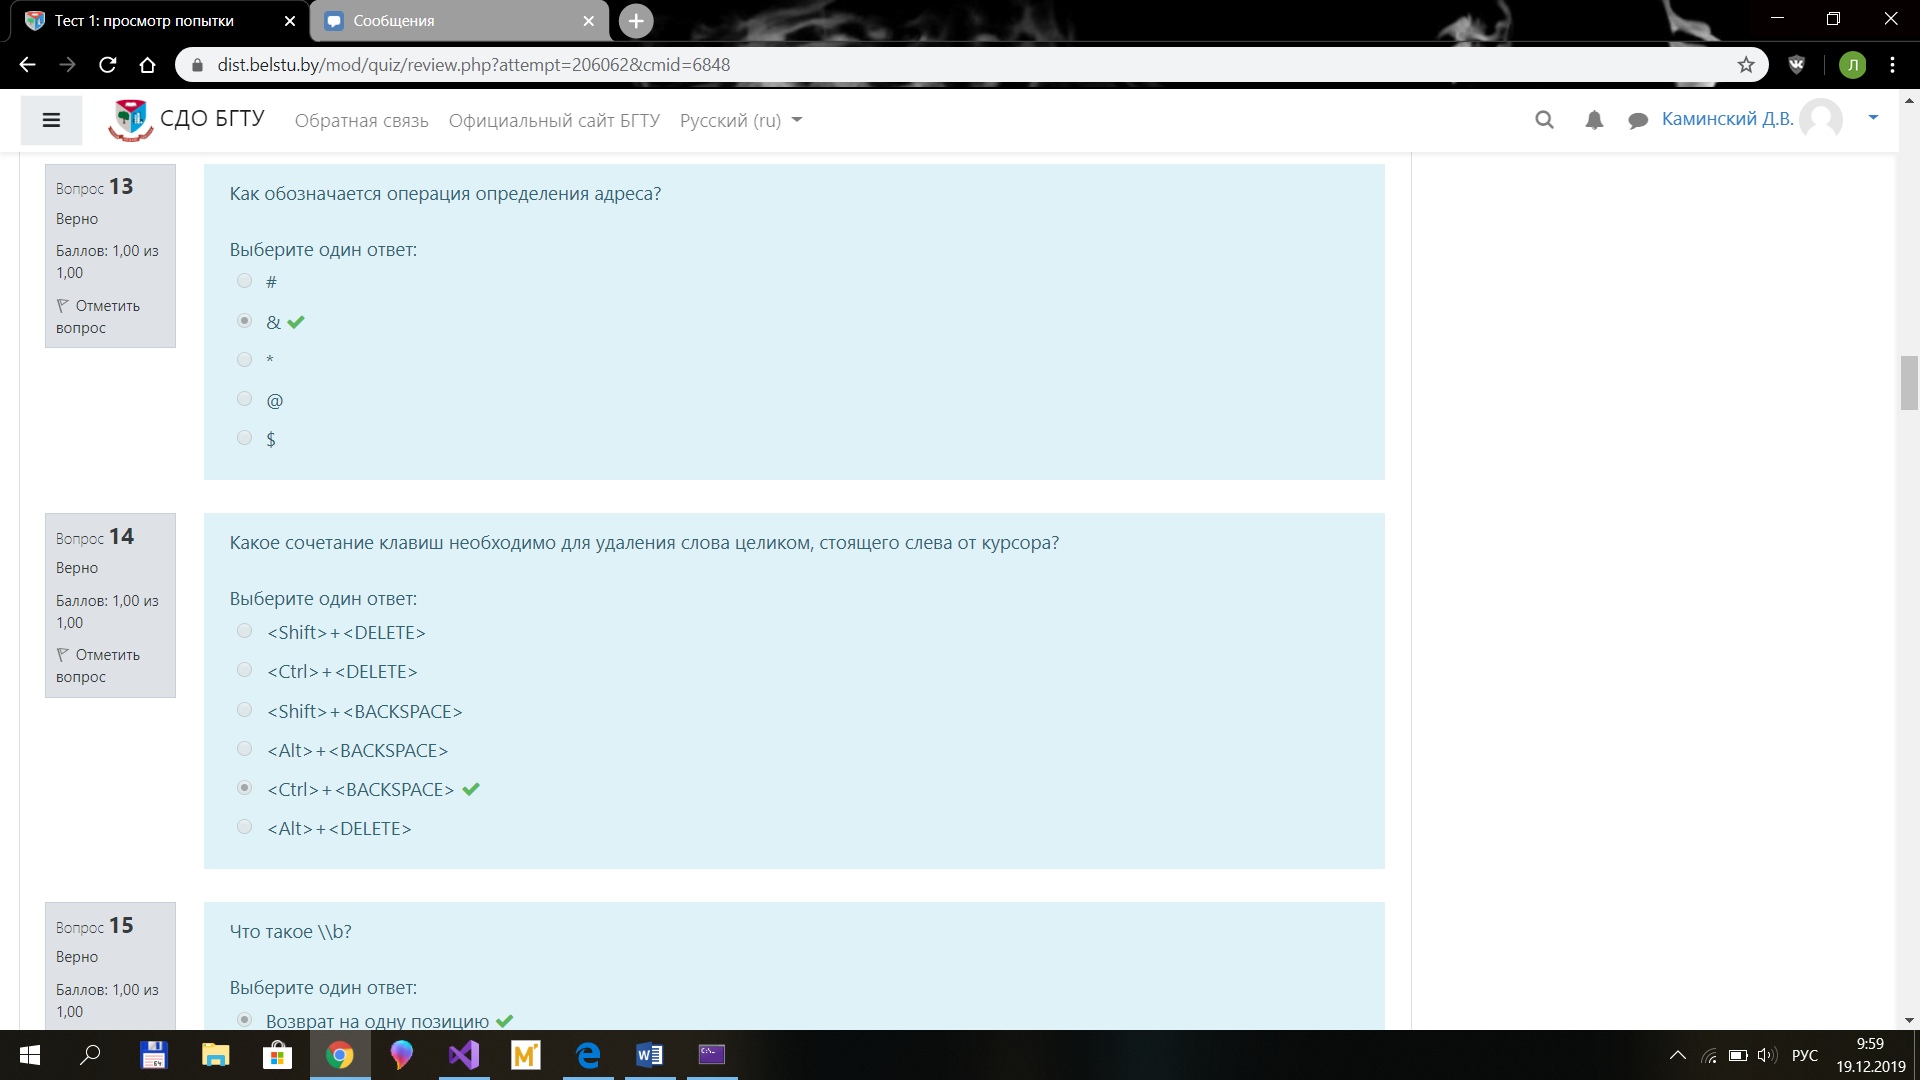 Тест 1: просмотр попытки
Сообщения
dist.belstu.by/mod/quiz/review.php?attempt=206062&cmid=6848
Л
СДО БГТУ
Обратная связь
Официальный сайт БГТУ
Русский (ru)
Каминский Д.В.
Вопрос 13
Верно
Баллов: 1,00 из
1,00
Отметить
вопрос
Как обозначается операция определения адреса?
Выберите один ответ:
#
&
*
@
$
Вопрос 14
Верно
Баллов: 1,00 из
1,00
Отметить
вопрос
Какое сочетание клавиш необходимо для удаления слова целиком, стоящего слева от курсора?
Выберите один ответ:
<Shift>+<DELETE>
<Ctrl>+<DELETE>
<Shift>+<BACKSPACE>
<Alt>+<BACKSPACE>
<Ctrl>+<BACKSPACE>
<Alt>+<DELETE>
Вопрос 15
Верно
Баллов: 1,00 из
1,00
Что такое \\b?
Выберите один ответ:
Возврат на одну позицию
64
M'
C:\.
РУС
9:59
19.12.2019